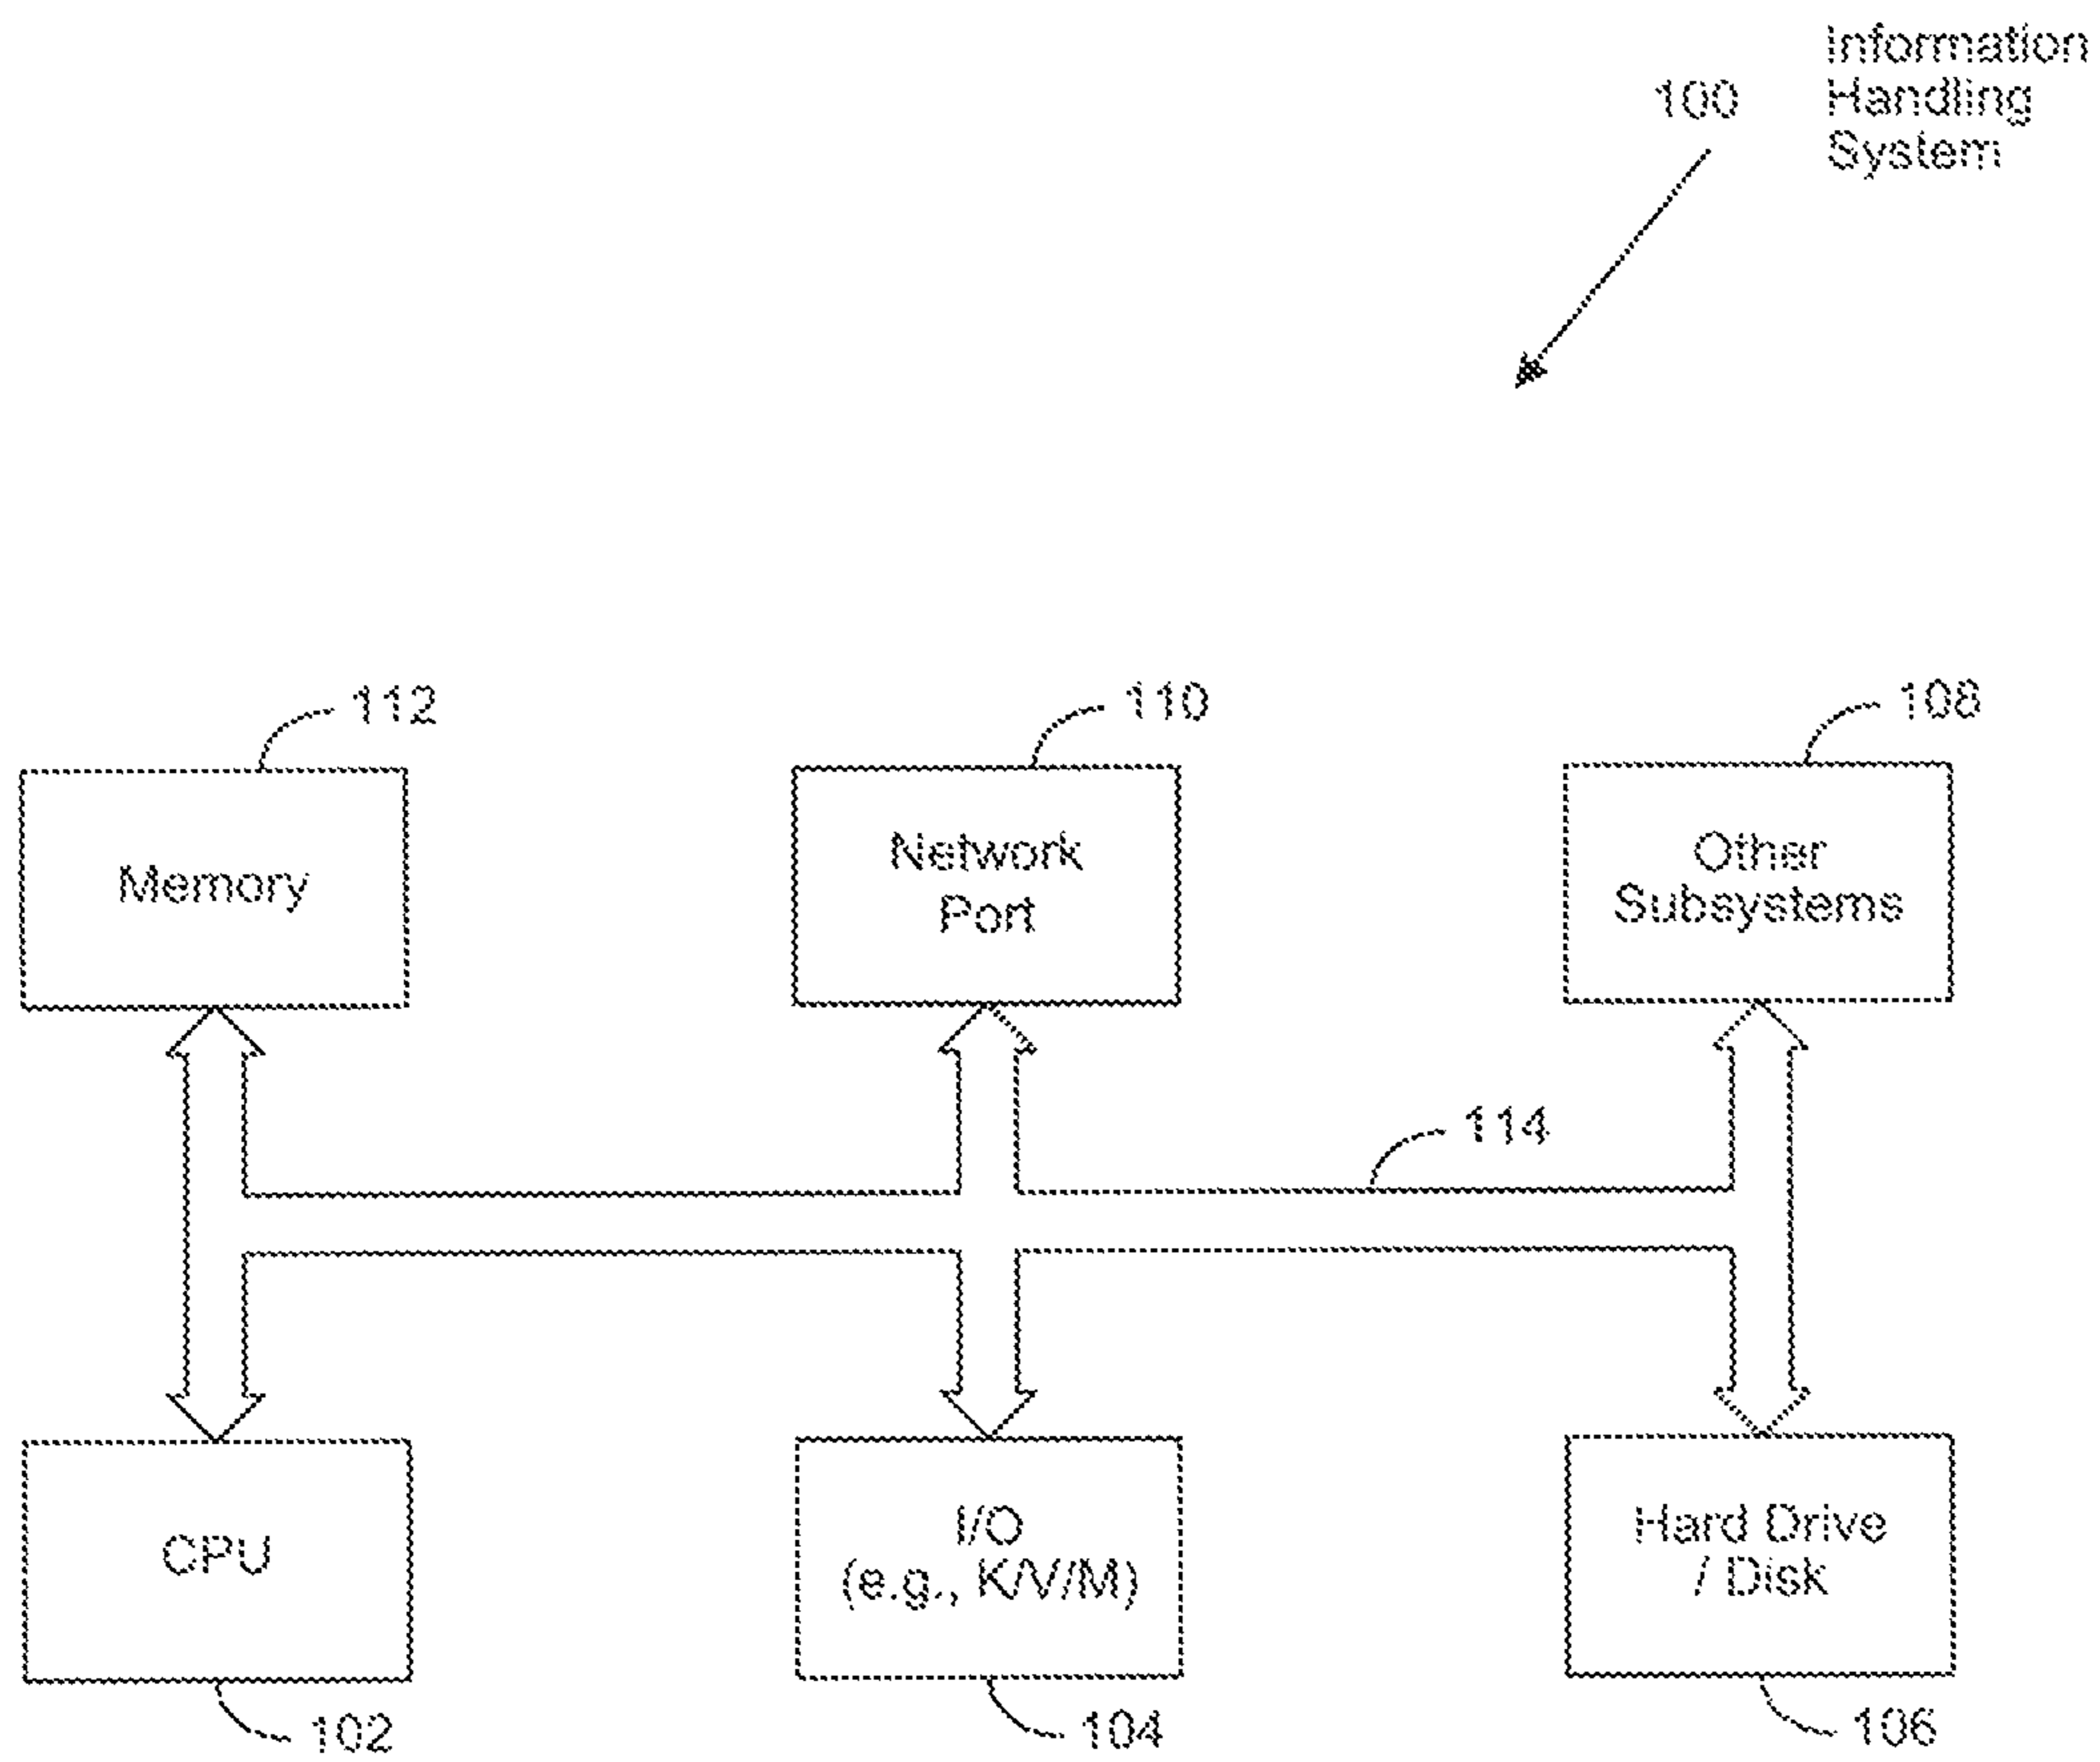 Information
100 Handling
System
112
110
108
Memory
Network
Port
Other
Subsystems
114
CPU
I/O
(e.g., K/V/M)
Hard Drive
/ Disk
102
104
106